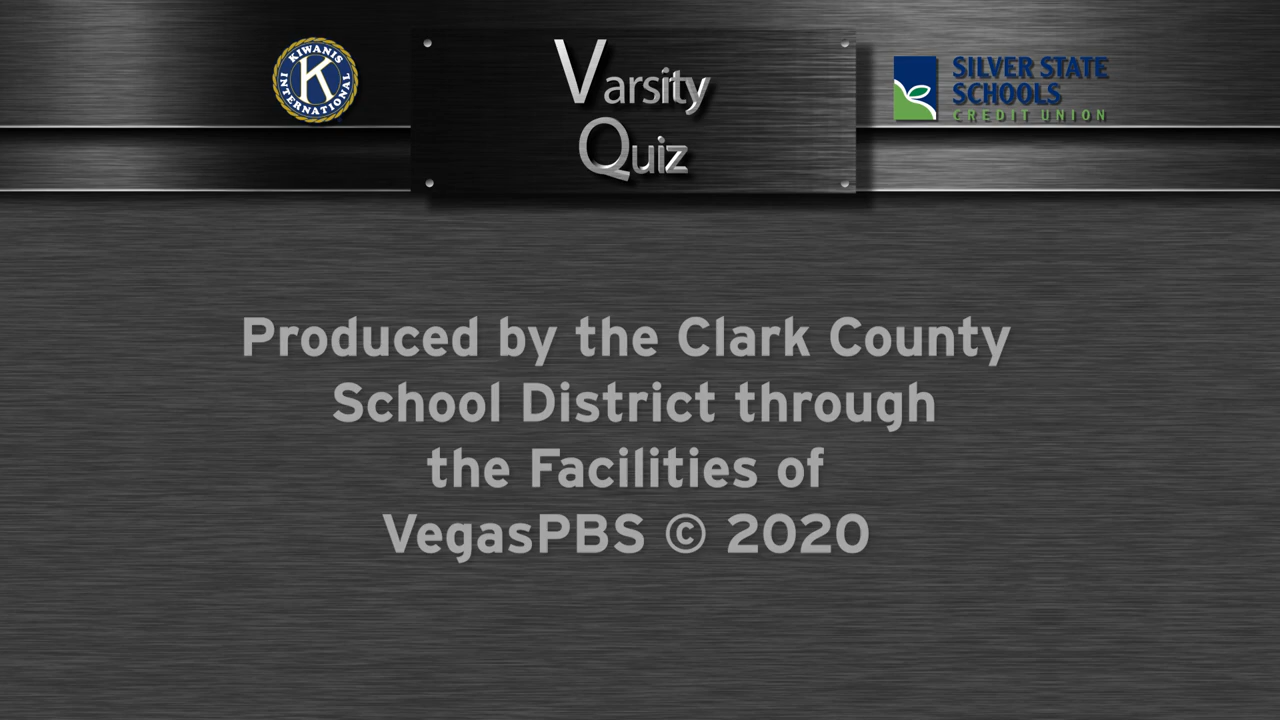 KIWANIS
K
INTERNATIONAL
Varsity
Quiz
SILVER STATE
SCHOOLS
CREDIT UNION
Produced by the Clark County
School District through
the Facilities of
VegasPBS © 2020